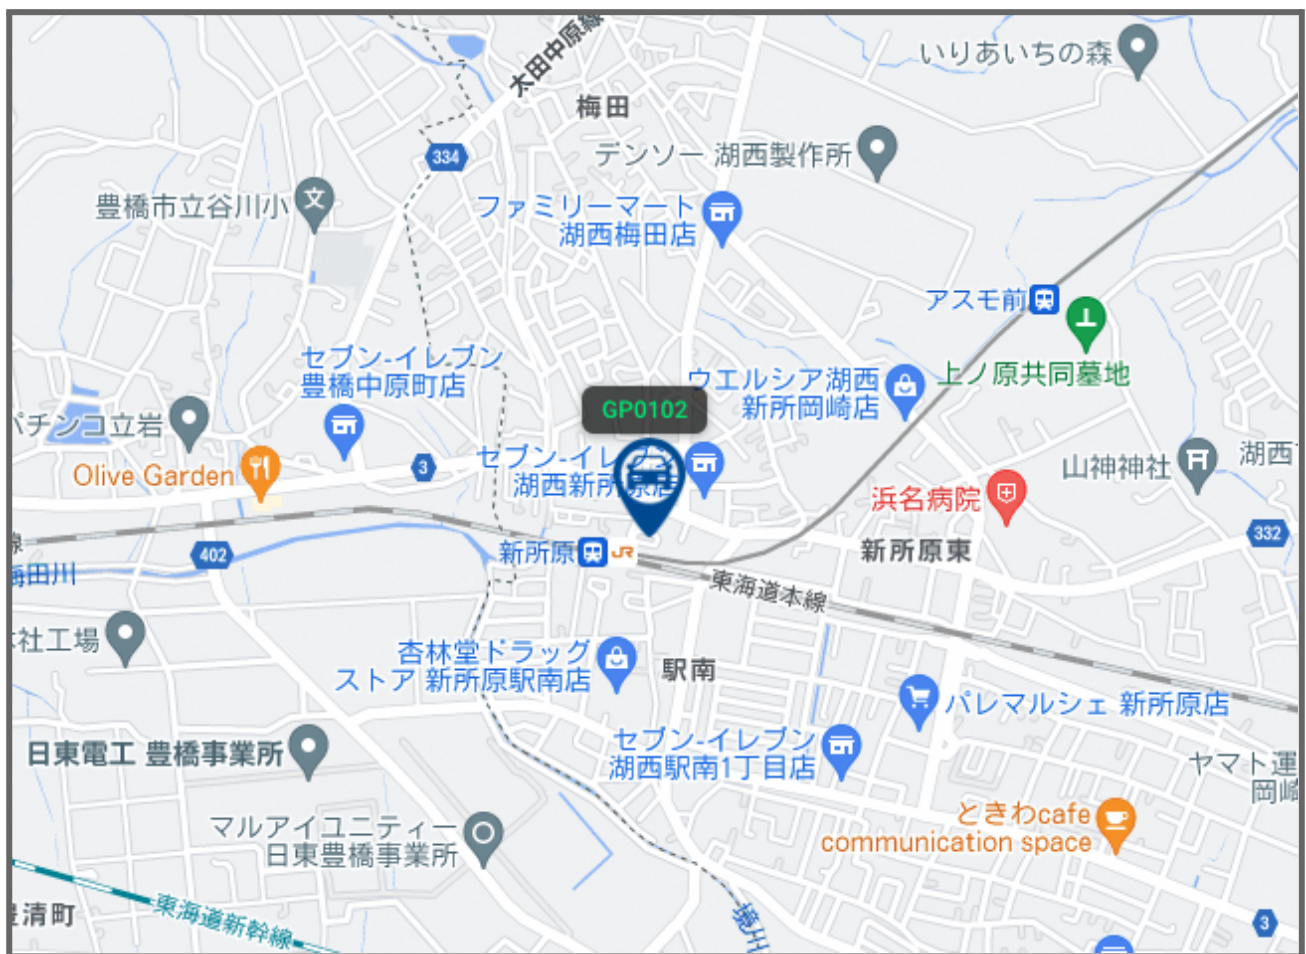 太田中原線
いりあいちの森
梅田
デンソー 湖西製作所
334
豊橋市立谷川小
文
ファミリーマート
湖西梅田店
アスモ前
セブン-イレブン
豊橋中原町店
ウエルシア湖西
新所岡崎店
上ノ原共同墓地
GP0102
パチンコ立岩
Olive Garden
3
セブン-イレブン
湖西新所原店
山神神社
湖西
浜名病院
332
402
新所原
JR
新所原東
線
梅田川
東海道本線
社工場
杏林堂ドラッグ
ストア 新所原駅南店
駅南
パレマルシェ 新所原店
日東電工 豊橋事業所
セブン-イレブン
湖西駅南1丁目店
ヤマト運
岡崎
マルアイユニティー
日東豊橋事業所
ときわcafe
communication space
東海道新幹線
清町
境川
3